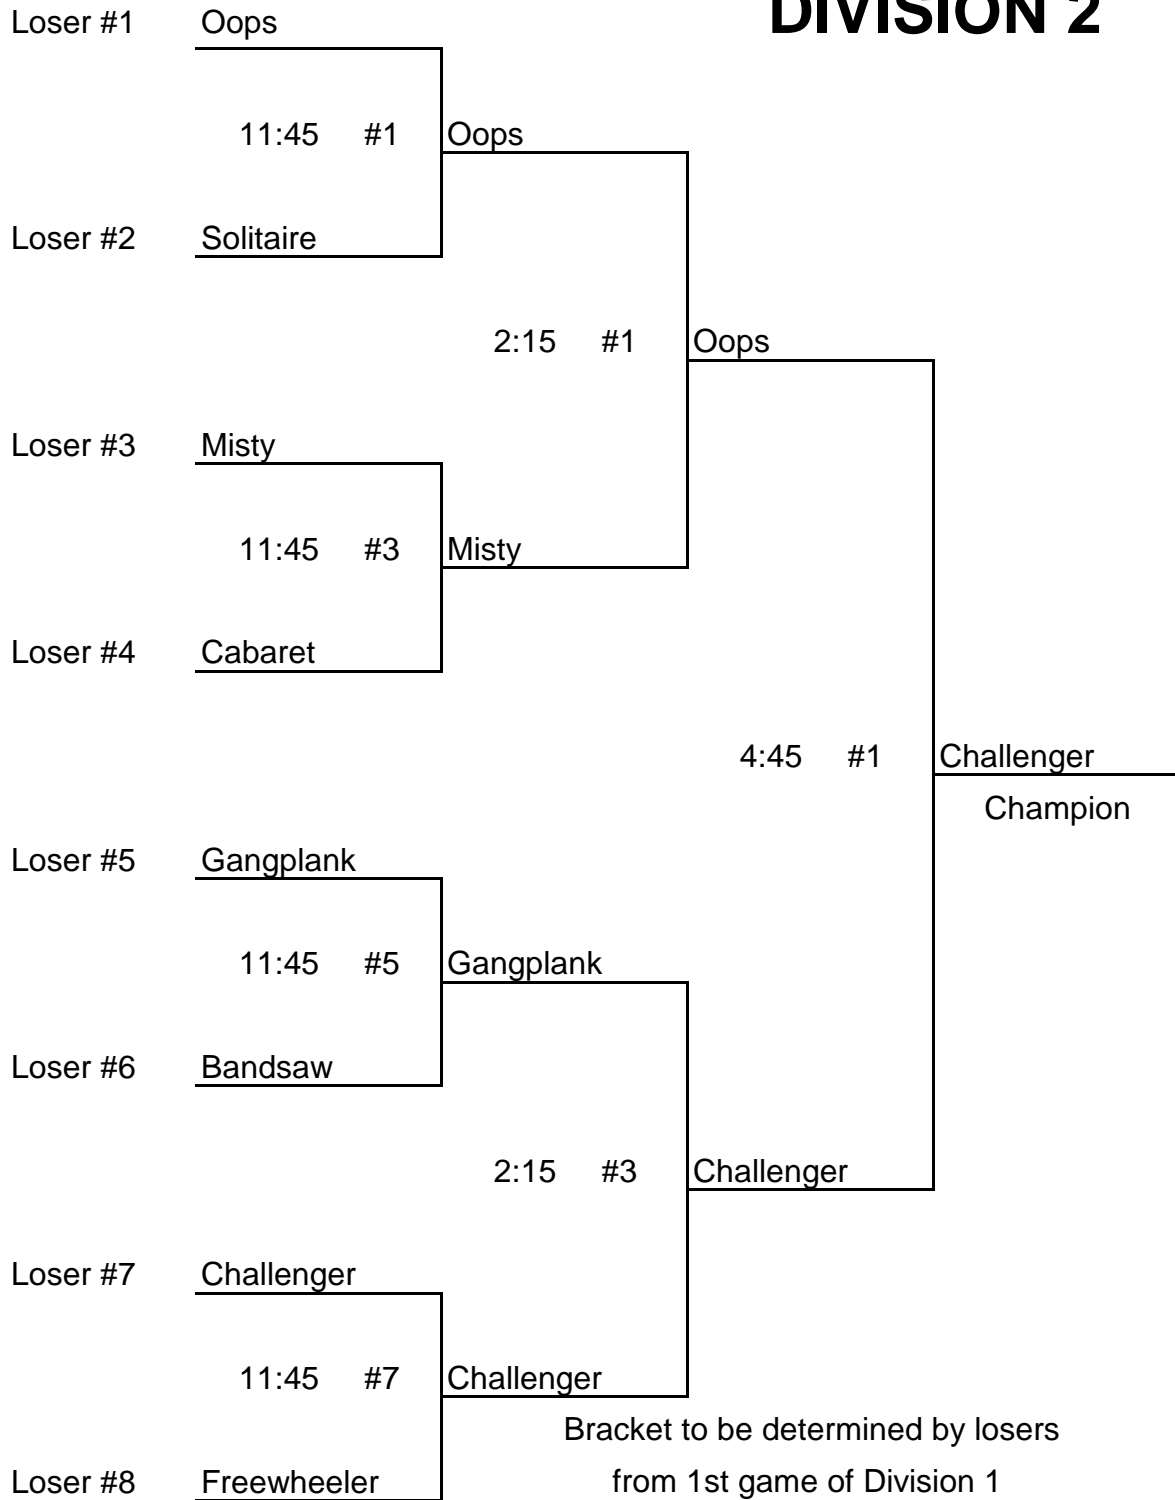 DIVISION 2
Loser #1 Oops
11:45 #1 Oops
Loser #2 Solitaire
2:15 #1 Oops
Loser #3 Misty
11:45 #3 Misty
Loser #4 Cabaret
4:45 #1 Challenger
Champion
Loser #5 Gangplank
11:45 #5 Gangplank
Loser #6 Bandsaw
2:15 #3 Challenger
Loser #7 Challenger
11:45 #7 Challenger
Bracket to be determined by losers
from 1st game of Division 1
Loser #8 Freewheeler